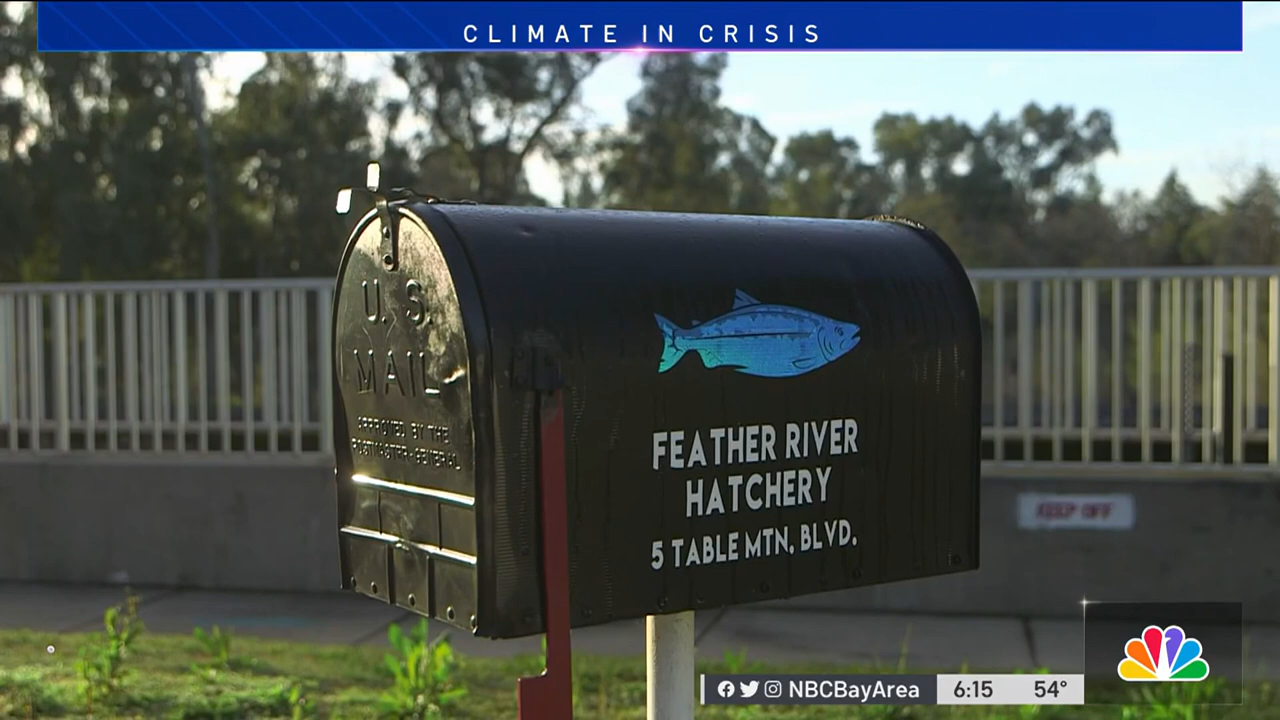 CLIMATE IN CRISIS
U. S.
MAIL
APPROVED BY THE
POSTMASTER-GENERAL
FEATHER RIVER
HATCHERY
5 TABLE MTN. BLVD.
KEEP OFF
NBCBayArea 6:15 54°